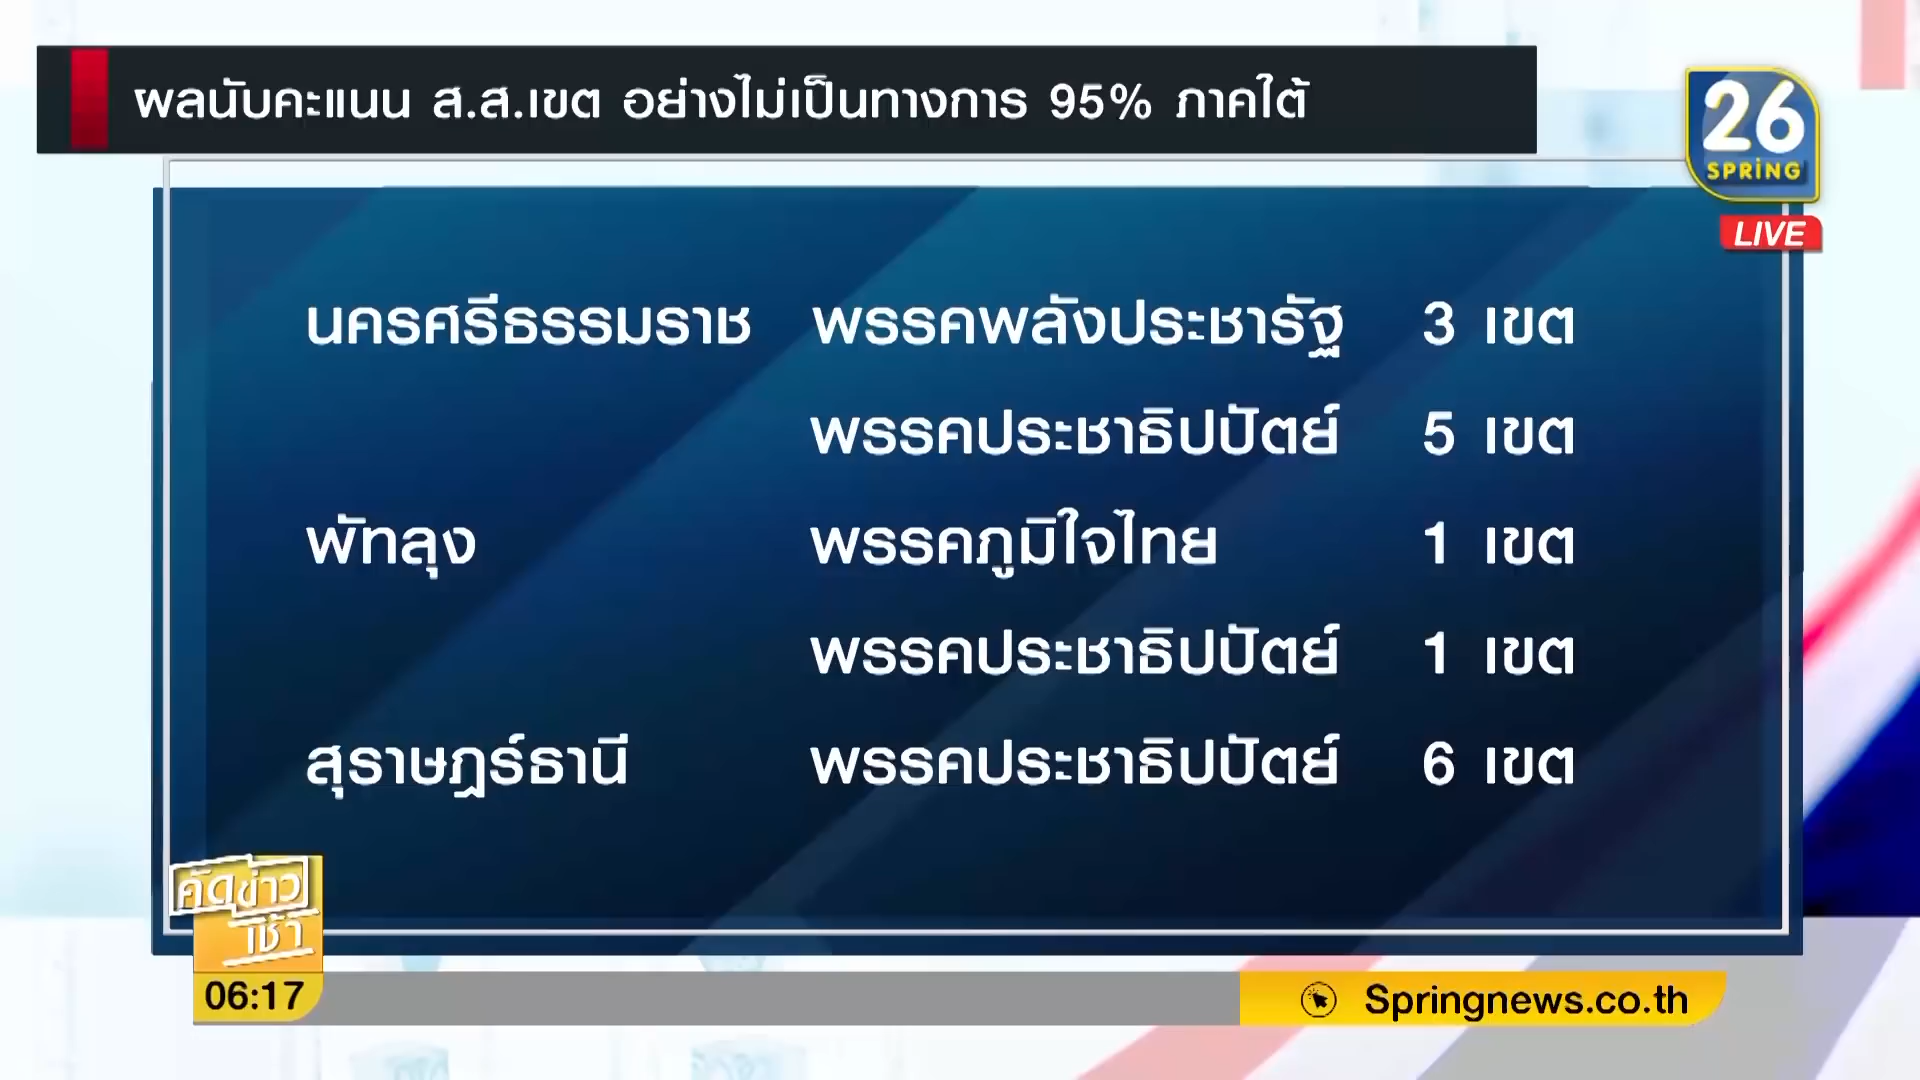 ผลนับคะแนน ส.ส.เขต อย่างไม่เป็นทางการ 95% ภาคใต้
26
SPRiNG
LIVE
นครศรีธรรมราช พรรคพลังประชารัฐ 3 เขต
พรรคประชาธิปปัตย์ 5 เขต
พัทลุง พรรคภูมิใจไทย 1 เขต
พรรคประชาธิปปัตย์ 1 เขต
สุราษฎร์ธานี พรรคประชาธิปปัตย์ 6 เขต
คัดข่าว
เช้า
06:17
Springnews.co.th